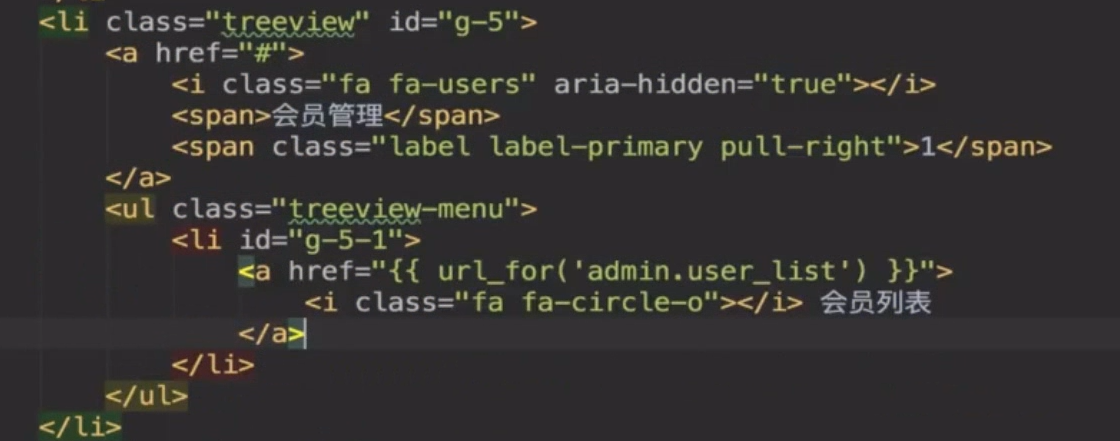 <li class="treeview" id="g-5">
<a href="#">
<i class="fa fa-users" aria-hidden="true"></i>
<span>会员管理</span>
<span class="label label-primary pull-right">1</span>
</a>
<ul class="treeview-menu">
<li id="g-5-1">
<a href="{{ url_for('admin.user_list') }}">
<i class="fa fa-circle-o"></i> 会员列表
</a>
</li>
</ul>
</li>